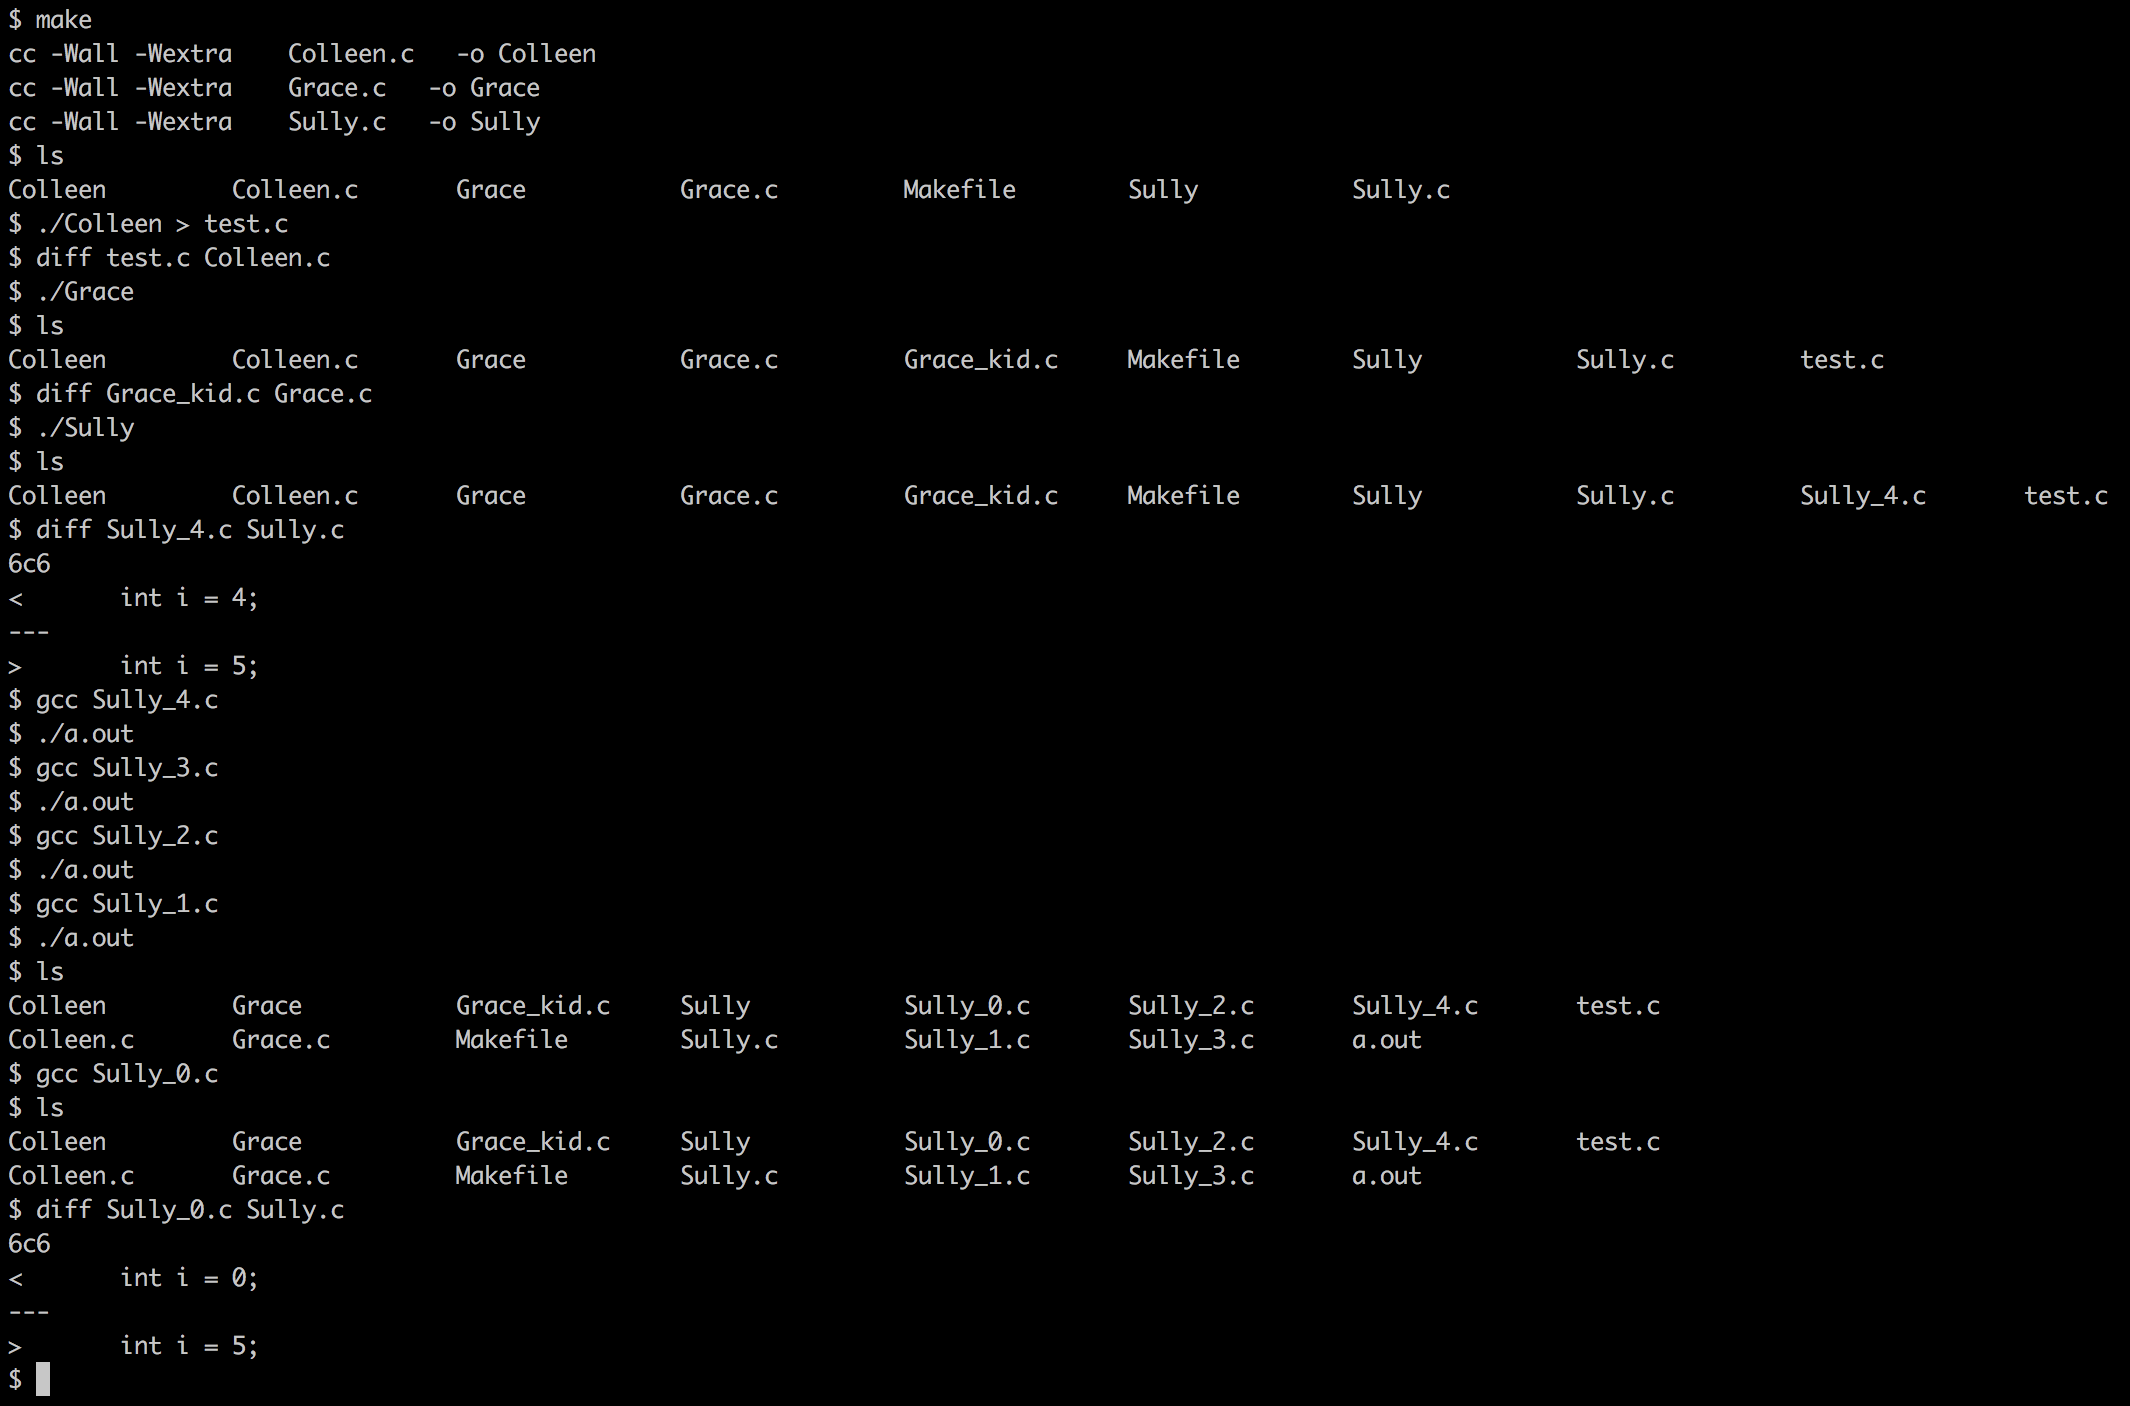 $ make
cc -Wall -Wextra    Colleen.c   -o Colleen
cc -Wall -Wextra    Grace.c   -o Grace
cc -Wall -Wextra    Sully.c   -o Sully
$ ls
Colleen         Colleen.c       Grace           Grace.c         Makefile        Sully           Sully.c
$ ./Colleen > test.c
$ diff test.c Colleen.c
$ ./Grace
$ ls
Colleen         Colleen.c       Grace           Grace.c         Grace_kid.c     Makefile        Sully           Sully.c         test.c
$ diff Grace_kid.c Grace.c
$ ./Sully
$ ls
Colleen         Colleen.c       Grace           Grace.c         Grace_kid.c     Makefile        Sully           Sully.c         Sully_4.c       test.c
$ diff Sully_4.c Sully.c
6c6
<       int i = 4;
---
>       int i = 5;
$ gcc Sully_4.c
$ ./a.out
$ gcc Sully_3.c
$ ./a.out
$ gcc Sully_2.c
$ ./a.out
$ gcc Sully_1.c
$ ./a.out
$ ls
Colleen         Grace           Grace_kid.c     Sully           Sully_0.c       Sully_2.c       Sully_4.c       test.c
Colleen.c       Grace.c         Makefile        Sully.c         Sully_1.c       Sully_3.c       a.out
$ gcc Sully_0.c
$ ls
Colleen         Grace           Grace_kid.c     Sully           Sully_0.c       Sully_2.c       Sully_4.c       test.c
Colleen.c       Grace.c         Makefile        Sully.c         Sully_1.c       Sully_3.c       a.out
$ diff Sully_0.c Sully.c
6c6
<       int i = 0;
---
>       int i = 5;
$